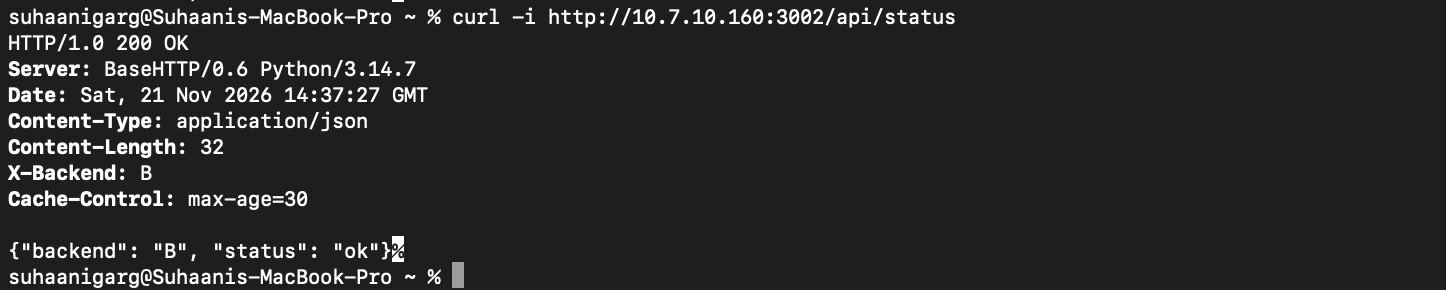 suhaanigarg@Suhaanis-MacBook-Pro ~ % curl -i http://10.7.10.160:3002/api/status
HTTP/1.0 200 OK
Server: BaseHTTP/0.6 Python/3.14.7
Date: Sat, 21 Nov 2026 14:37:27 GMT
Content-Type: application/json
Content-Length: 32
X-Backend: B
Cache-Control: max-age=30

{"backend": "B", "status": "ok"}%
suhaanigarg@Suhaanis-MacBook-Pro ~ %